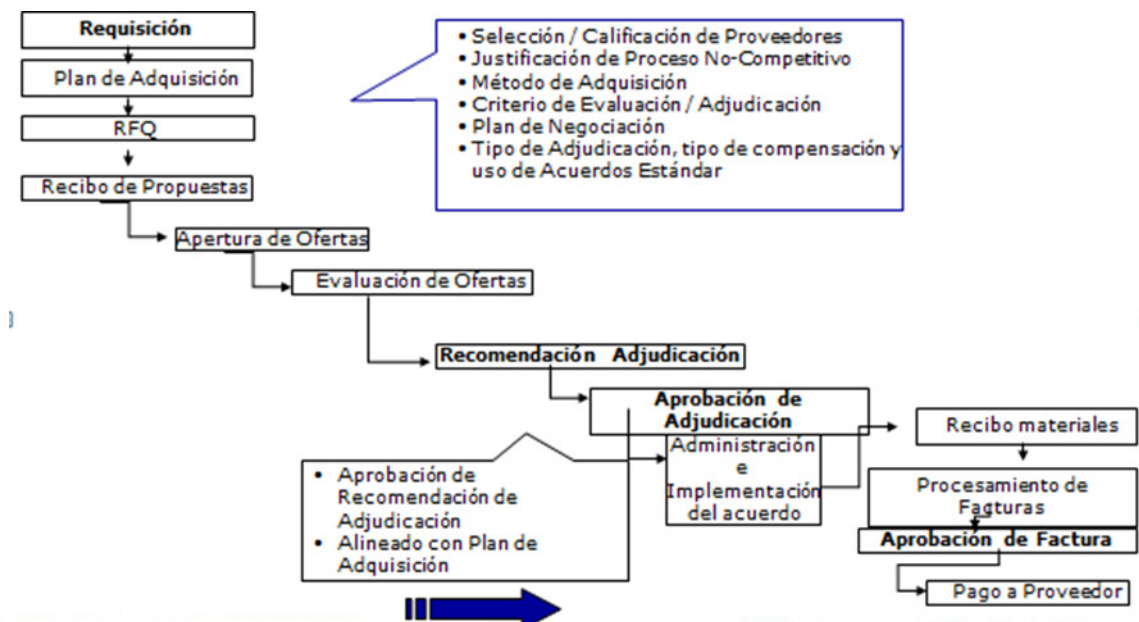 Requisición
Plan de Adquisición
RFQ
Recibo de Propuestas
• Selección / Calificación de Proveedores
• Justificación de Proceso No-Competitivo
• Método de Adquisición
• Criterio de Evaluación / Adjudicación
• Plan de Negociación
• Tipo de Adjudicación, tipo de compensación y
uso de Acuerdos Estándar
Apertura de Ofertas
Evaluación de Ofertas
Recomendación Adjudicación
Aprobación de
Adjudicación
Administración
e
Implementación
del acuerdo
• Aprobación de
Recomendación de
Adjudicación
• Alineado con Plan de
Adquisición
Recibo materiales
Procesamiento de
Facturas
Aprobación de Factura
Pago a Proveedor